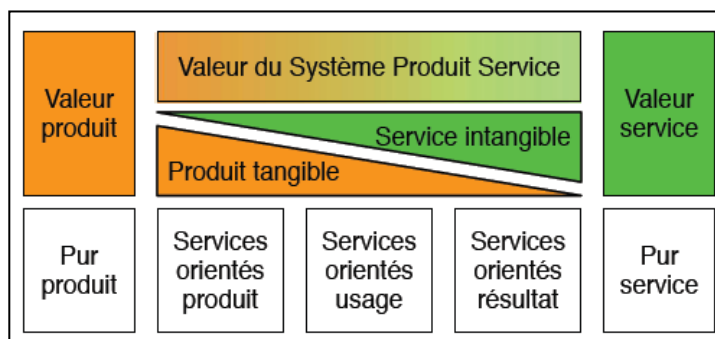 Valeur
produit
Valeur du Système Produit Service
Service intangible
Produit tangible
Valeur
service
Pur
produit
Services
orientés
produit
Services
orientés
usage
Services
orientés
résultat
Pur
service